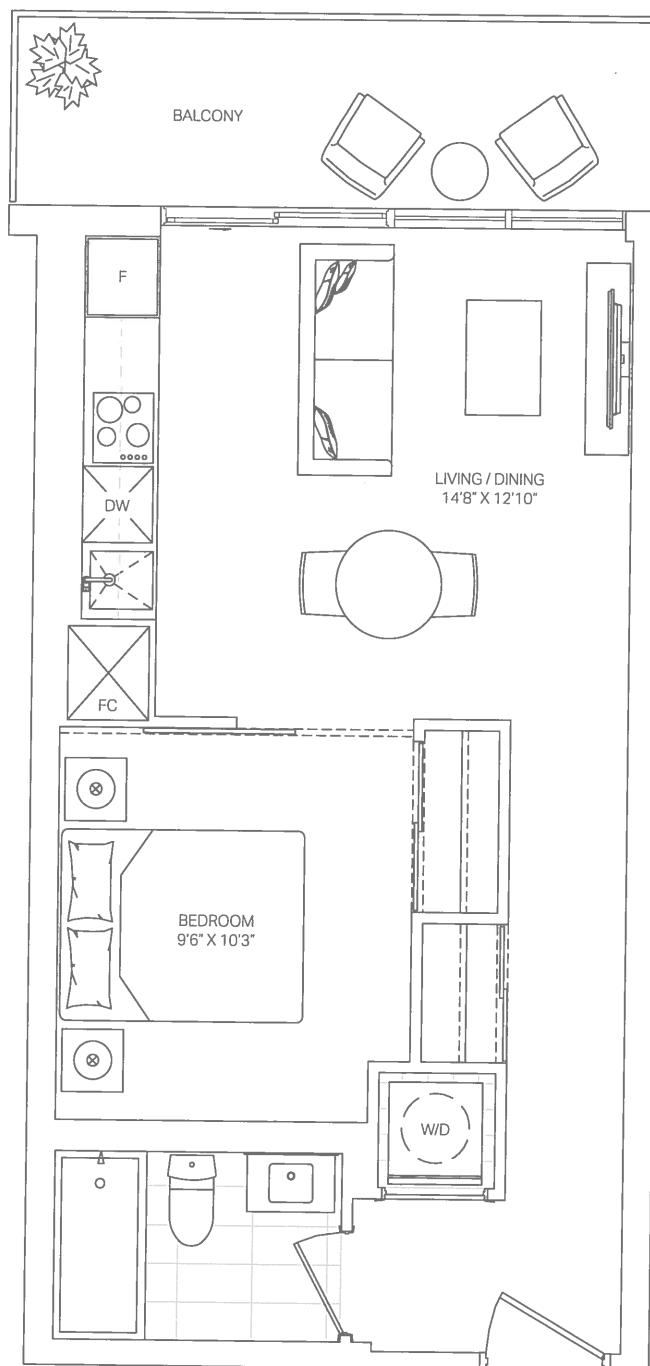 BALCONY
F
DW
LIVING / DINING
14'8" X 12'10"
FC
BEDROOM
9'6" X 10'3"
W/D